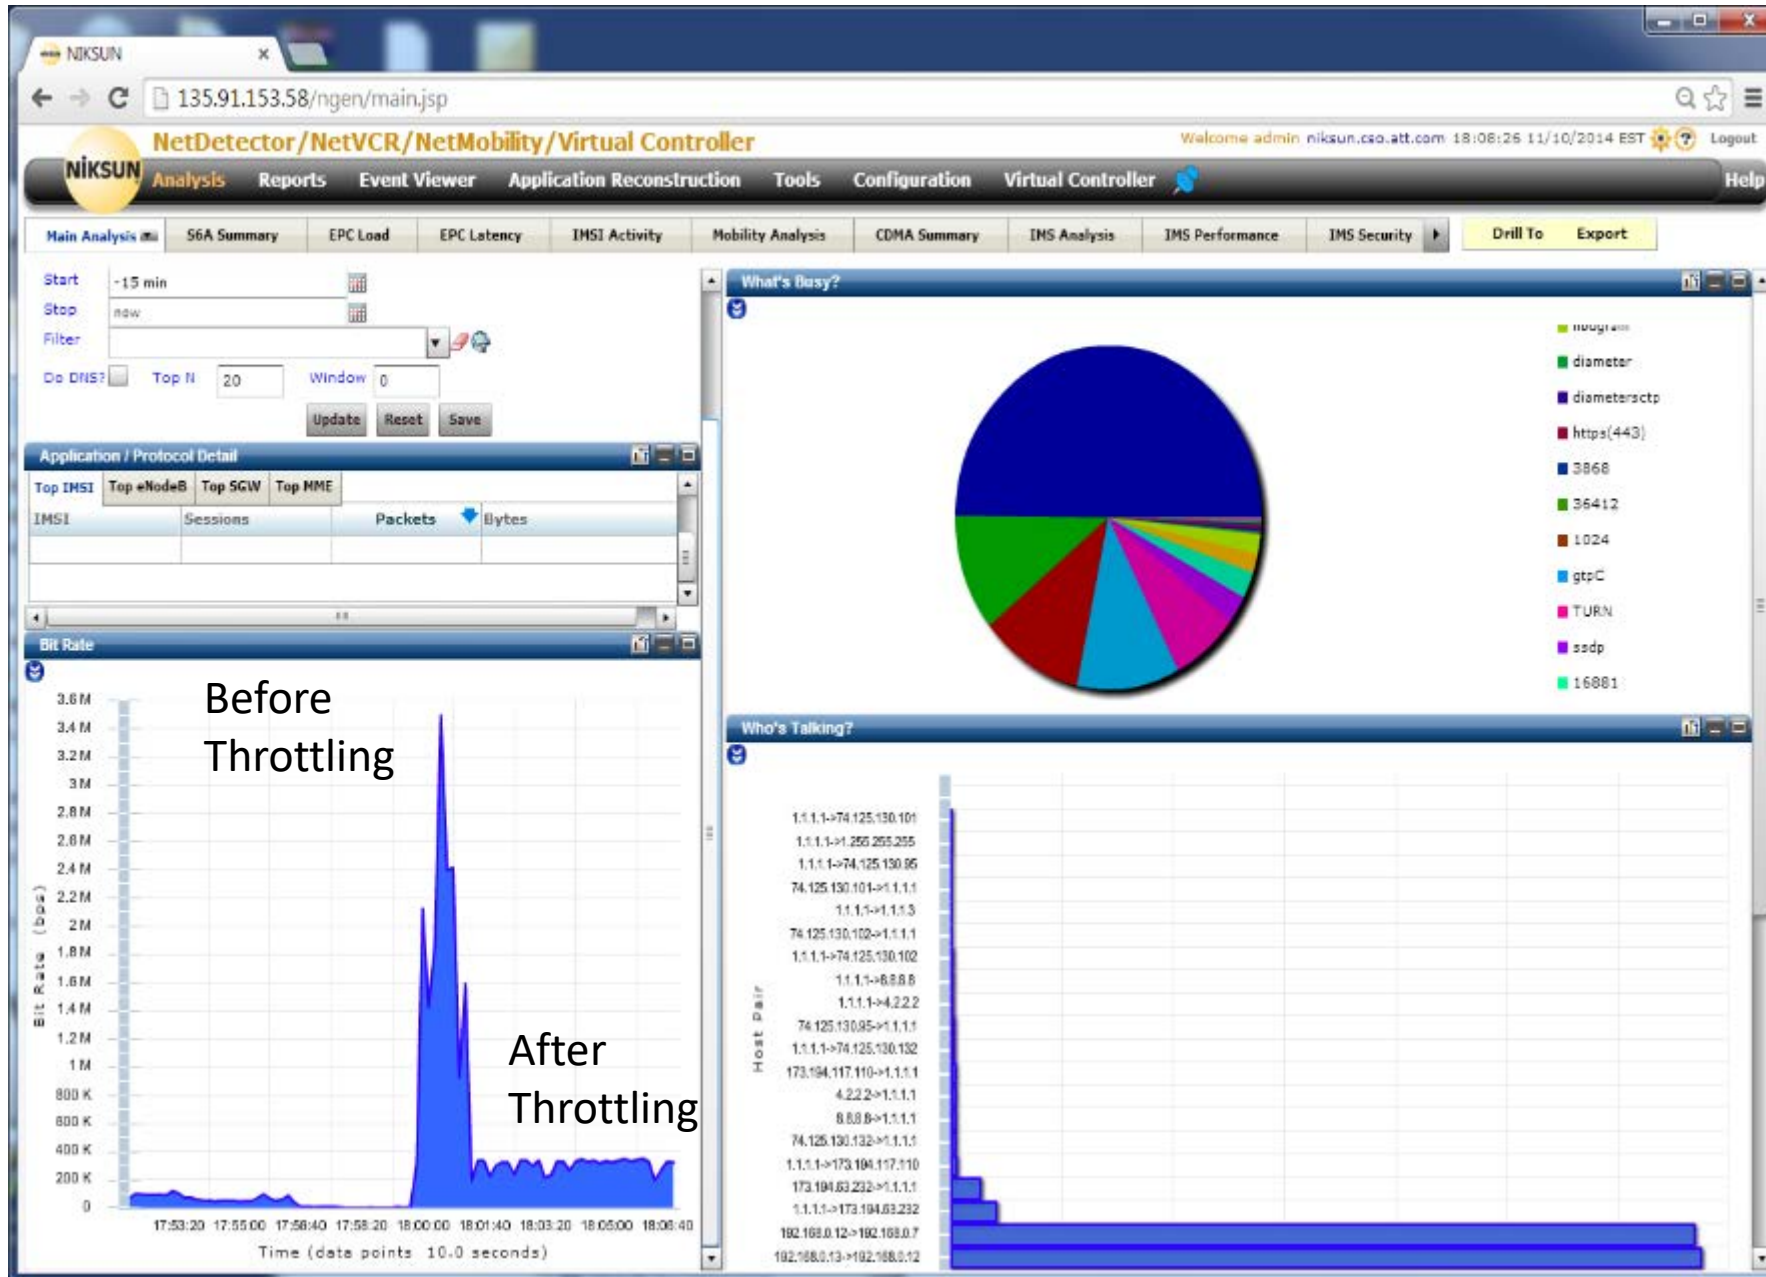 NIKSUN
135.91.153.58/ngen/main.jsp
NetDetector/NetVCR/NetMobility/Virtual Controller
Welcome admin niksun.cso.att.com 18:08:26 11/10/2014 EST
Logout
NIKSUN
Analysis Reports Event Viewer Application Reconstruction Tools Configuration Virtual Controller
Help
Main Analysis S6A Summary EPC Load EPC Latency IMSI Activity Mobility Analysis CDMA Summary IMS Analysis IMS Performance IMS Security
Drill To Export
Start -15 min
Stop now
Filter
Do DNS? Top N 20 Window 0
Update Reset Save
Application / Protocol Detail
Top IMSI Top eNodeB Top SGW Top MME
IMSI Sessions Packets Bytes
Bit Rate
Before
Throttling
After
Throttling
3.6 M
3.4 M
3.2 M
3 M
2.8 M
2.6 M
2.4 M
2.2 M
2 M
1.8 M
1.6 M
1.4 M
1.2 M
1 M
800 K
600 K
400 K
200 K
0
Bit Rate (bps)
17:53:20 17:55:00 17:56:40 17:58:20 18:00:00 18:01:40 18:03:20 18:05:00 18:06:40
Time (data points 10.0 seconds)
What's Busy?
diameter
diametersctp
https(443)
3868
36412
1024
gtpC
TURN
ssdp
16881
Who's Talking?
Host Pair
1.1.1.1->74.125.130.101
1.1.1.1->1.255.255.255
1.1.1.1->74.125.130.95
74.125.130.101->1.1.1.1
1.1.1.1->1.1.1.3
74.125.130.102->1.1.1.1
1.1.1.1->74.125.130.102
1.1.1.1->8.8.8.8
1.1.1.1->4.2.2.2
74.125.130.95->1.1.1.1
1.1.1.1->74.125.130.132
173.194.117.110->1.1.1.1
4.2.2.2->1.1.1.1
8.8.8.8->1.1.1.1
74.125.130.132->1.1.1.1
1.1.1.1->173.194.117.110
173.194.63.232->1.1.1.1
1.1.1.1->173.194.63.232
192.168.0.12->192.168.0.7
192.168.0.13->192.168.0.12